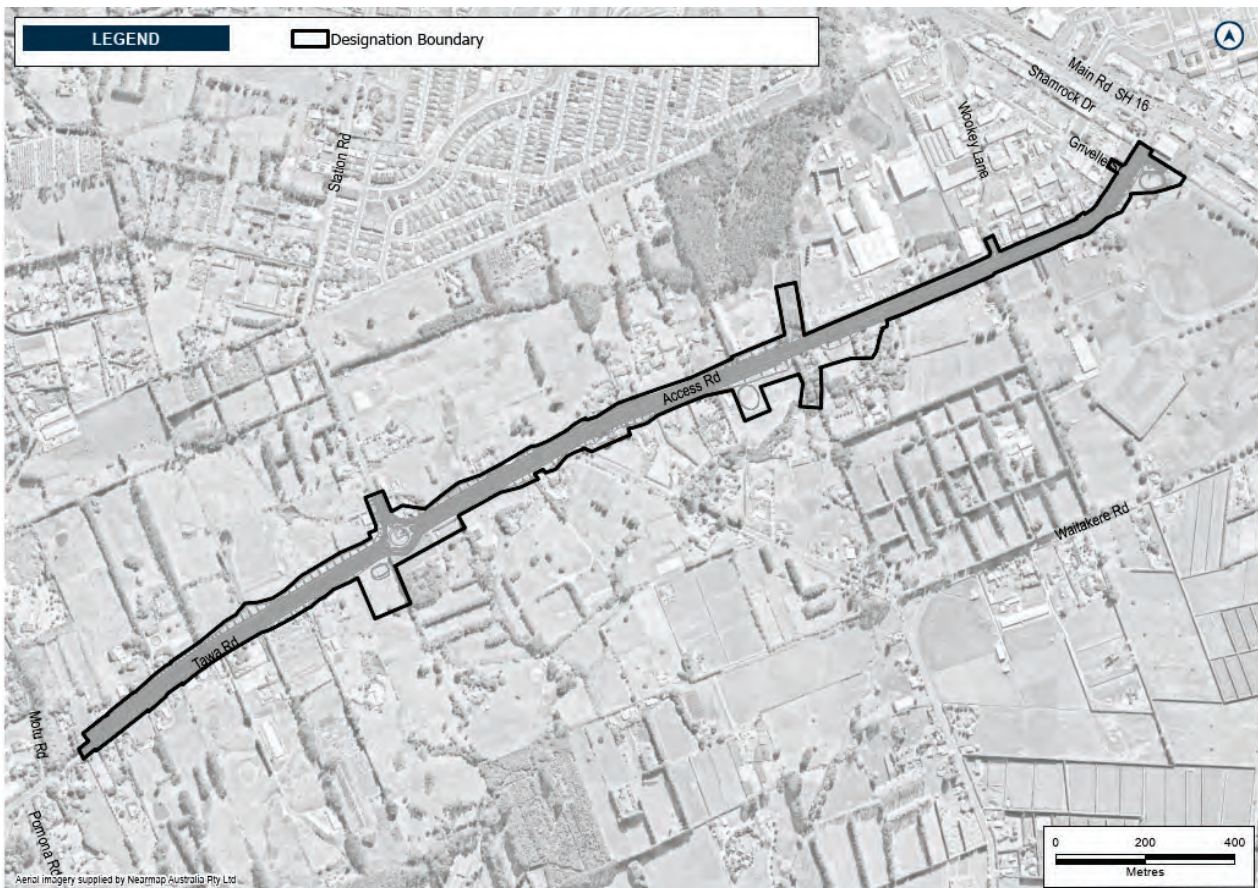 LEGEND
Designation Boundary
Main Rd SH 16
Shamrock Dr
Wookey Lane
Station Rd
Access Rd
Waitakere Rd
Tawa Rd
Motu Rd
Pomona Rd
0 200 400
Metres
Aerial imagery supplied by Nearmap Australia Pty Ltd